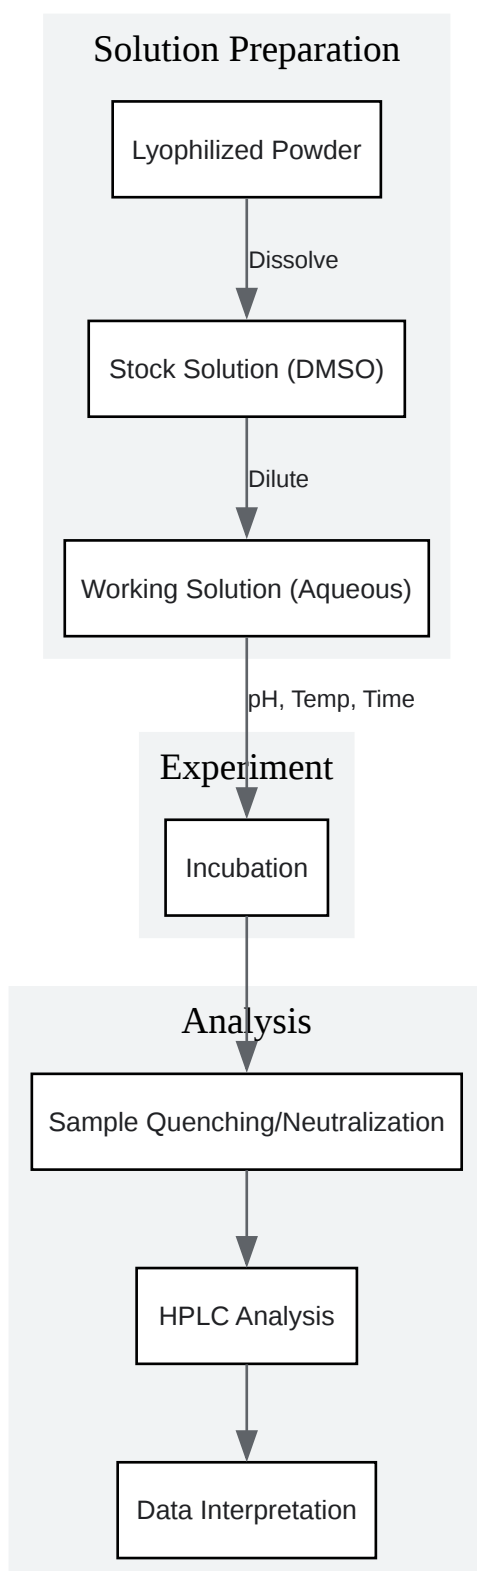 Solution Preparation
Lyophilized Powder
Dissolve
Stock Solution (DMSO)
Dilute
Working Solution (Aqueous)
pH, Temp, Time
Experiment
Incubation
Analysis
Sample Quenching/Neutralization
HPLC Analysis
Data Interpretation